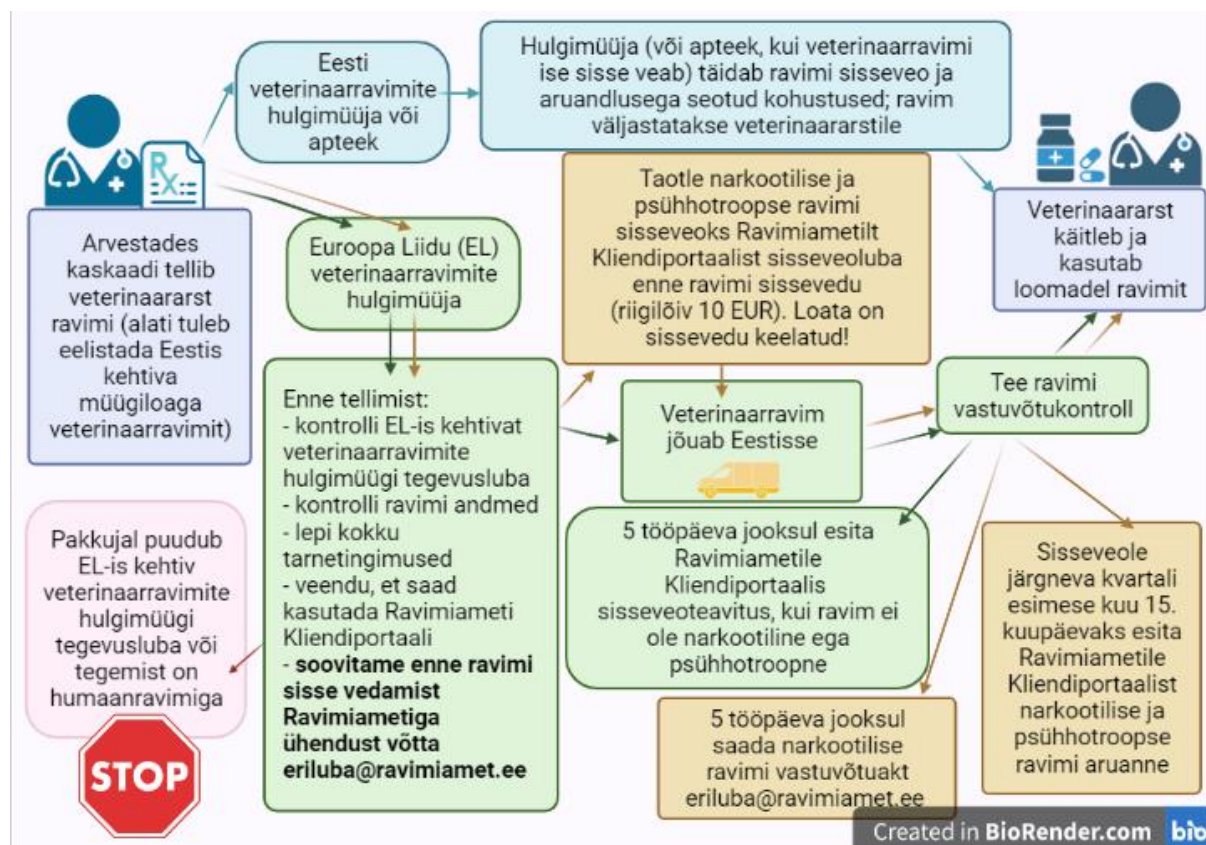 Eesti
veterinaarravimite
hulgimüüja või
apteek
Hulgimüüja (või apteek, kui veterinaarravimi
ise sisse veab) täidab ravimi sisseveo ja
aruandlusega seotud kohustused; ravim
väljastatakse veterinaararstile
Rx:
Arvestades
kaskaadi tellib
veterinaararst
ravimi (alati tuleb
eelistada Eestis
kehtiva
müügiloaga
veterinaarravimit)
Euroopa Liidu (EL)
veterinaarravimite
hulgimüüja
Taotle narkootilise ja
psühhotroopse ravimi
sisseveoks Ravimiametilt
Kliendiportaalist sisseveoluba
enne ravimi sissevedu
(riigilõiv 10 EUR). Loata on
sissevedu keelatud!
Veterinaararst
käitleb ja
kasutab
loomadel ravimit
Enne tellimist:
- kontrolli EL-is kehtivat
veterinaarravimite
hulgimüügi tegevusluba
- kontrolli ravimi andmed
- lepi kokku
tarnetingimused
- veendu, et saad
kasutada Ravimiameti
Kliendiportaali
- soovitame enne ravimi
sisse vedamist
Ravimiametiga
ühendust võtta
eriluba@ravimiamet.ee
Veterinaarravim
jõuab Eestisse
Tee ravimi
vastuvõtukontroll
Pakkujal puudub
EL-is kehtiv
veterinaarravimite
hulgimüügi
tegevusluba või
tegemist on
humaanravimiga
STOP
5 tööpäeva jooksul esita
Ravimiametile
Kliendiportaalis
sisseveoteavitus, kui ravim ei
ole narkootiline ega
psühhotroopne
5 tööpäeva jooksul
saada narkootilise
ravimi vastuvõtuakt
eriluba@ravimiamet.ee
Sisseveole
järgneva kvartali
esimese kuu 15.
kuupäevaks esita
Ravimiametile
Kliendiportaalist
narkootilise ja
psühhotroopse
ravimi aruanne
Created in BioRender.com bio